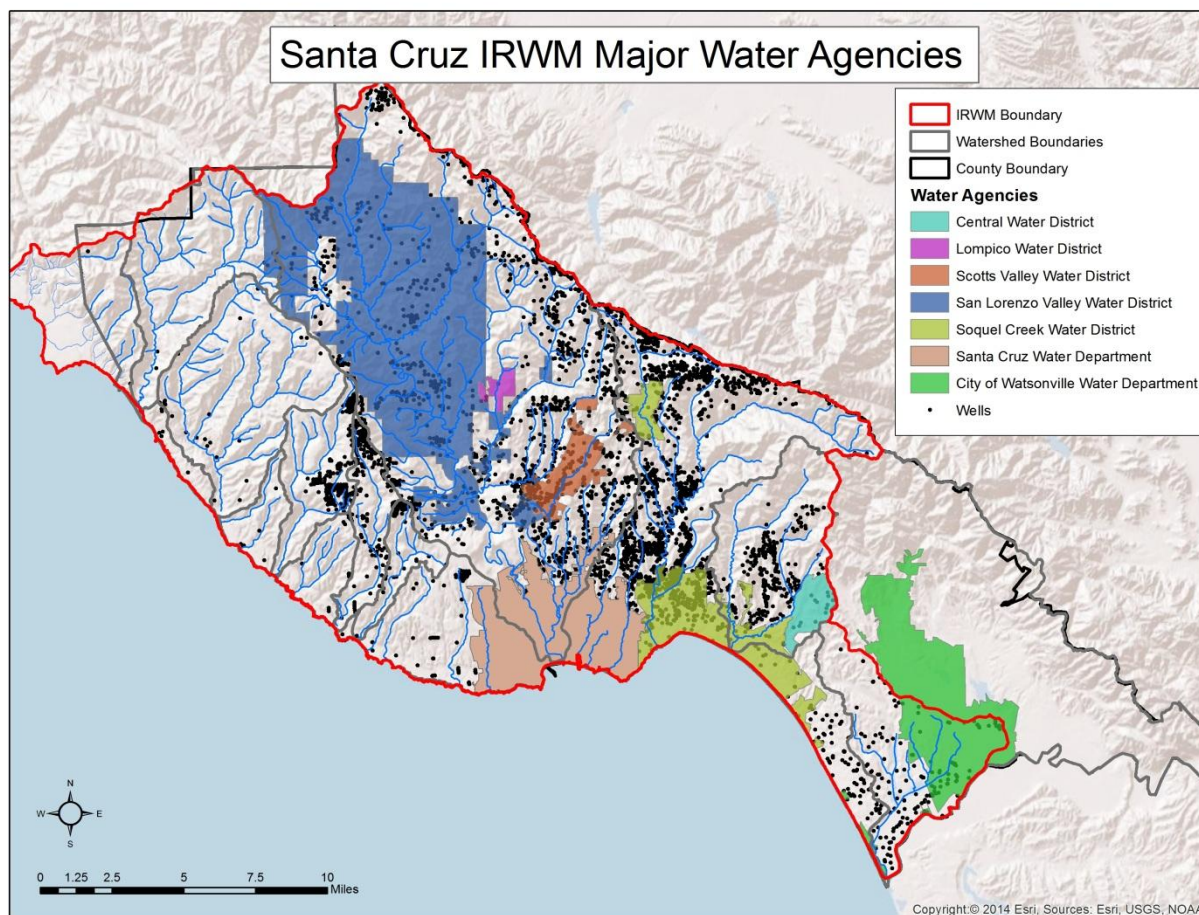 Santa Cruz IRWM Major Water Agencies
IRWM Boundary
Watershed Boundaries
County Boundary
Water Agencies
Central Water District
Lompico Water District
Scotts Valley Water District
San Lorenzo Valley Water District
Soquel Creek Water District
Santa Cruz Water Department
City of Watsonville Water Department
Wells
N
W E
S
0 1.25 2.5 5 7.5 10
Miles
Copyright:© 2014 Esri, Sources: Esri, USGS, NOAA